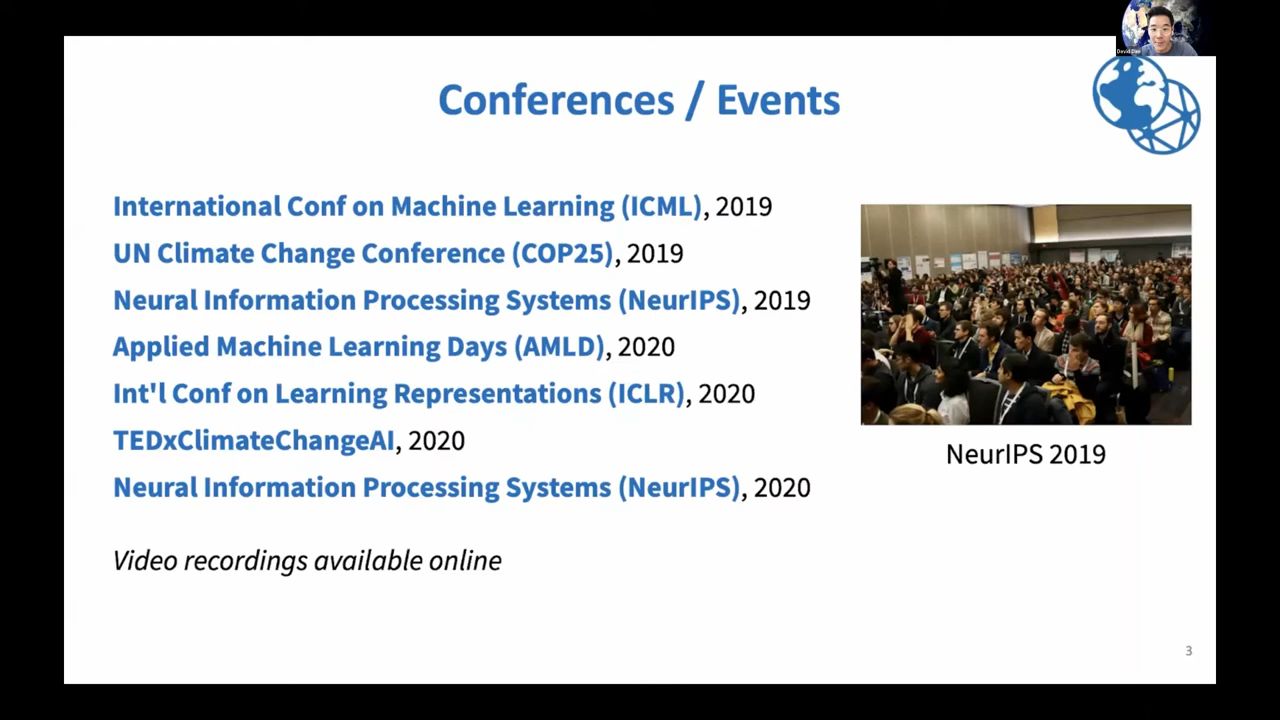 David Dao
Conferences / Events
International Conf on Machine Learning (ICML), 2019
UN Climate Change Conference (COP25), 2019
Neural Information Processing Systems (NeurIPS), 2019
Applied Machine Learning Days (AMLD), 2020
Int'l Conf on Learning Representations (ICLR), 2020
TEDxClimateChangeAI, 2020
Neural Information Processing Systems (NeurIPS), 2020
NeurIPS 2019
Video recordings available online
3